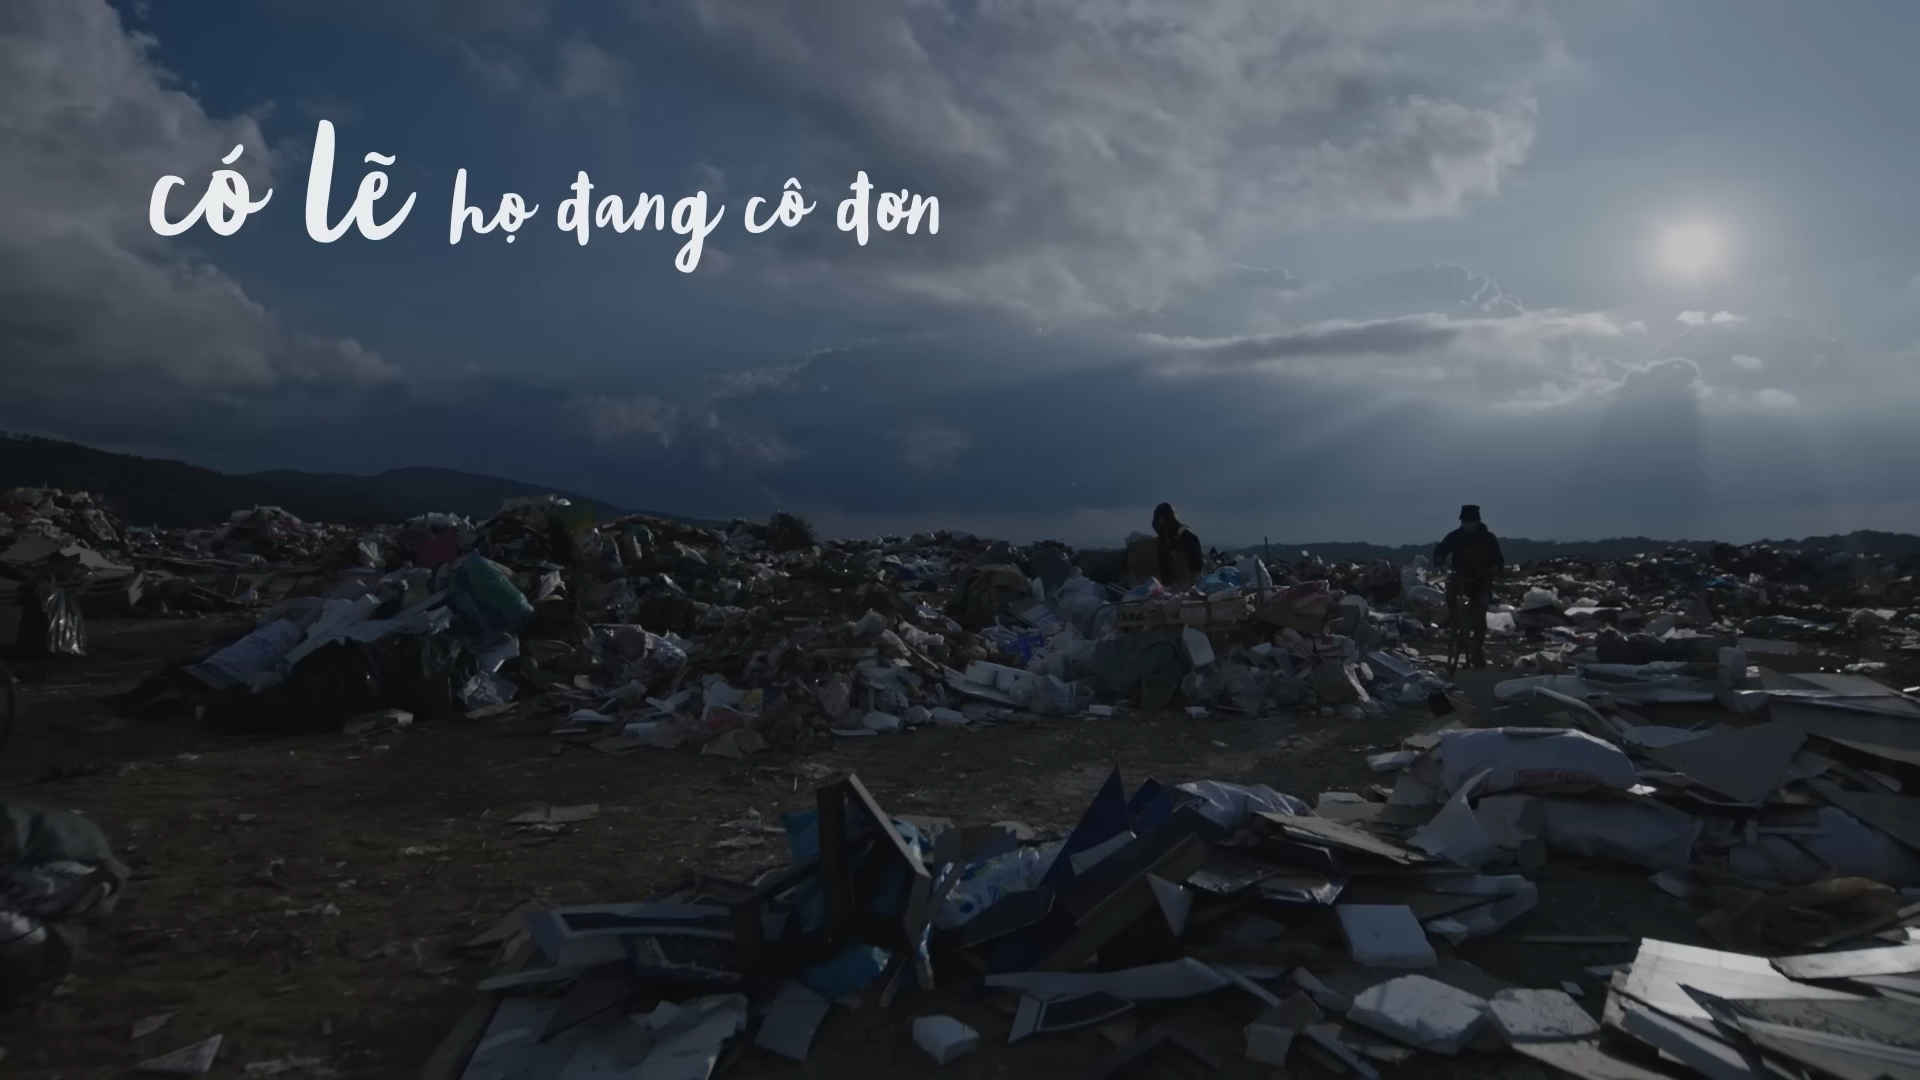 có lẽ họ đang cô đơn